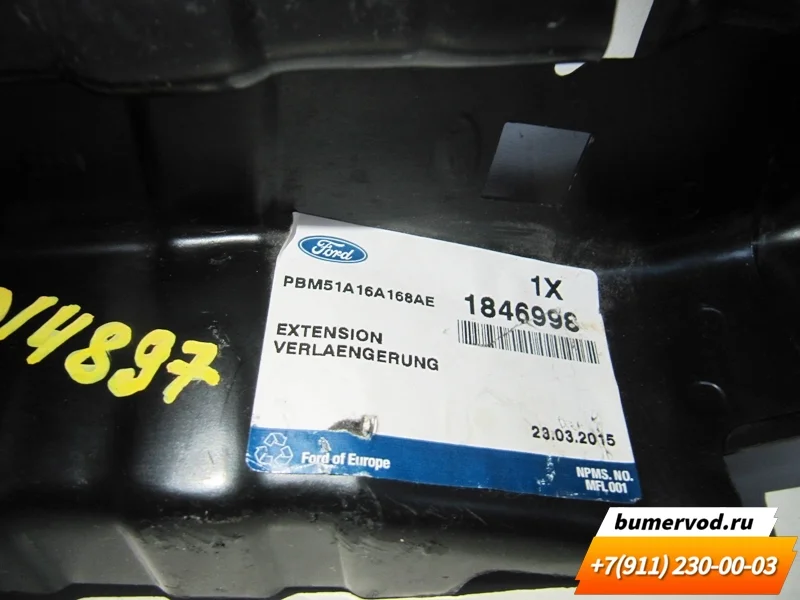 Ford
PBM51A16A168AE
1X
1846998
EXTENSION
VERLAENGERUNG
14897
23.03.2015
Ford of Europe
NPMS. NO.
MFL001
bumervod.ru
+7(911) 230-00-03